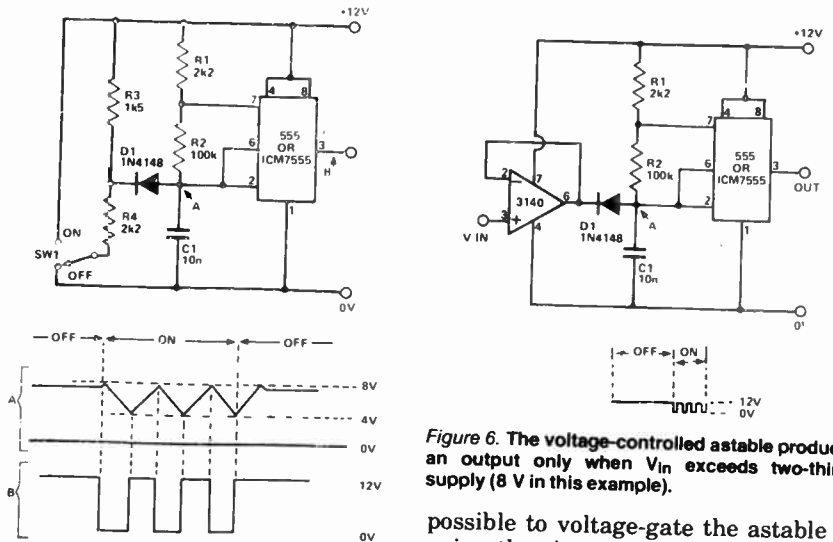 +12V
R1
2k2
R3
1k5
4 8
7
555
OR
ICM7555
6
3
D1
1N4148
R2
100k
2
H
A
R4
2k2
1
ON
SW1
OFF
C1
10n
0V
OFF ON OFF
A
8V
4V
0V
B
12V
0V
+12V
R1
2k2
4 8
7
555
OR
ICM7555
6
3
OUT
R2
100k
2
2
7
3140
6
3
4
V IN
D1
1N4148
A
1
C1
10n
0'
OFF ON
12V
0V
Figure 6. The voltage-controlled astable produc
an output only when Vin exceeds two-thir
supply (8 V in this example).
possible to voltage-gate the astable